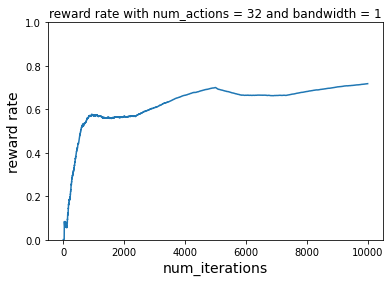 reward rate with num_actions = 32 and bandwidth = 1
1.0
0.8
0.6
0.4
0.2
0.0
reward rate
0 2000 4000 6000 8000 10000
num_iterations